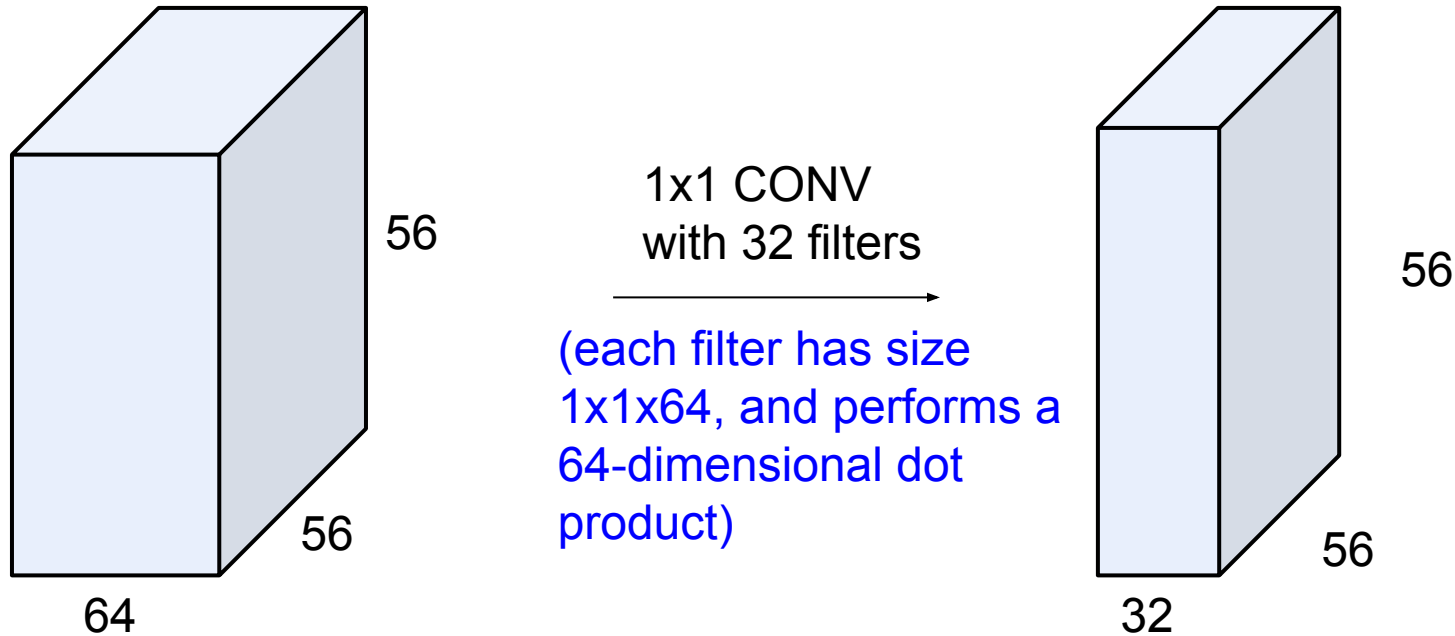 56
56
64
1x1 CONV
with 32 filters
(each filter has size
1x1x64, and performs a
64-dimensional dot
product)
56
56
32